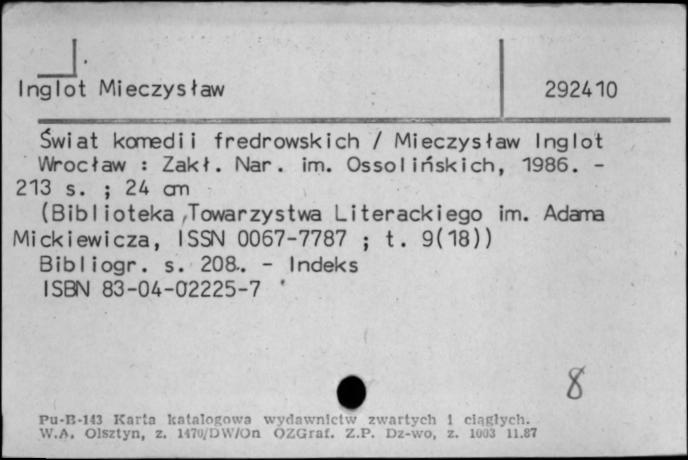 Inglot Mieczysław
292410
Świat komedii fredrowskich / Mieczysław Inglot
Wrocław : Zakł. Nar. im. Ossolińskich, 1986. -
213 s. ; 24 cm
(Biblioteka Towarzystwa Literackiego im. Adama
Mickiewicza, ISSN 0067-7787 ; t. 9(18))
Bibliogr. s. 208. - Indeks
ISBN 83-04-02225-7
8
Pu-B-143 Karta katalogowa wydawnictw zwartych i ciągłych.
W.A. Olsztyn, z. 1470/DW/On OZGraf. Z.P. Dz-wo, z. 1003 11.87